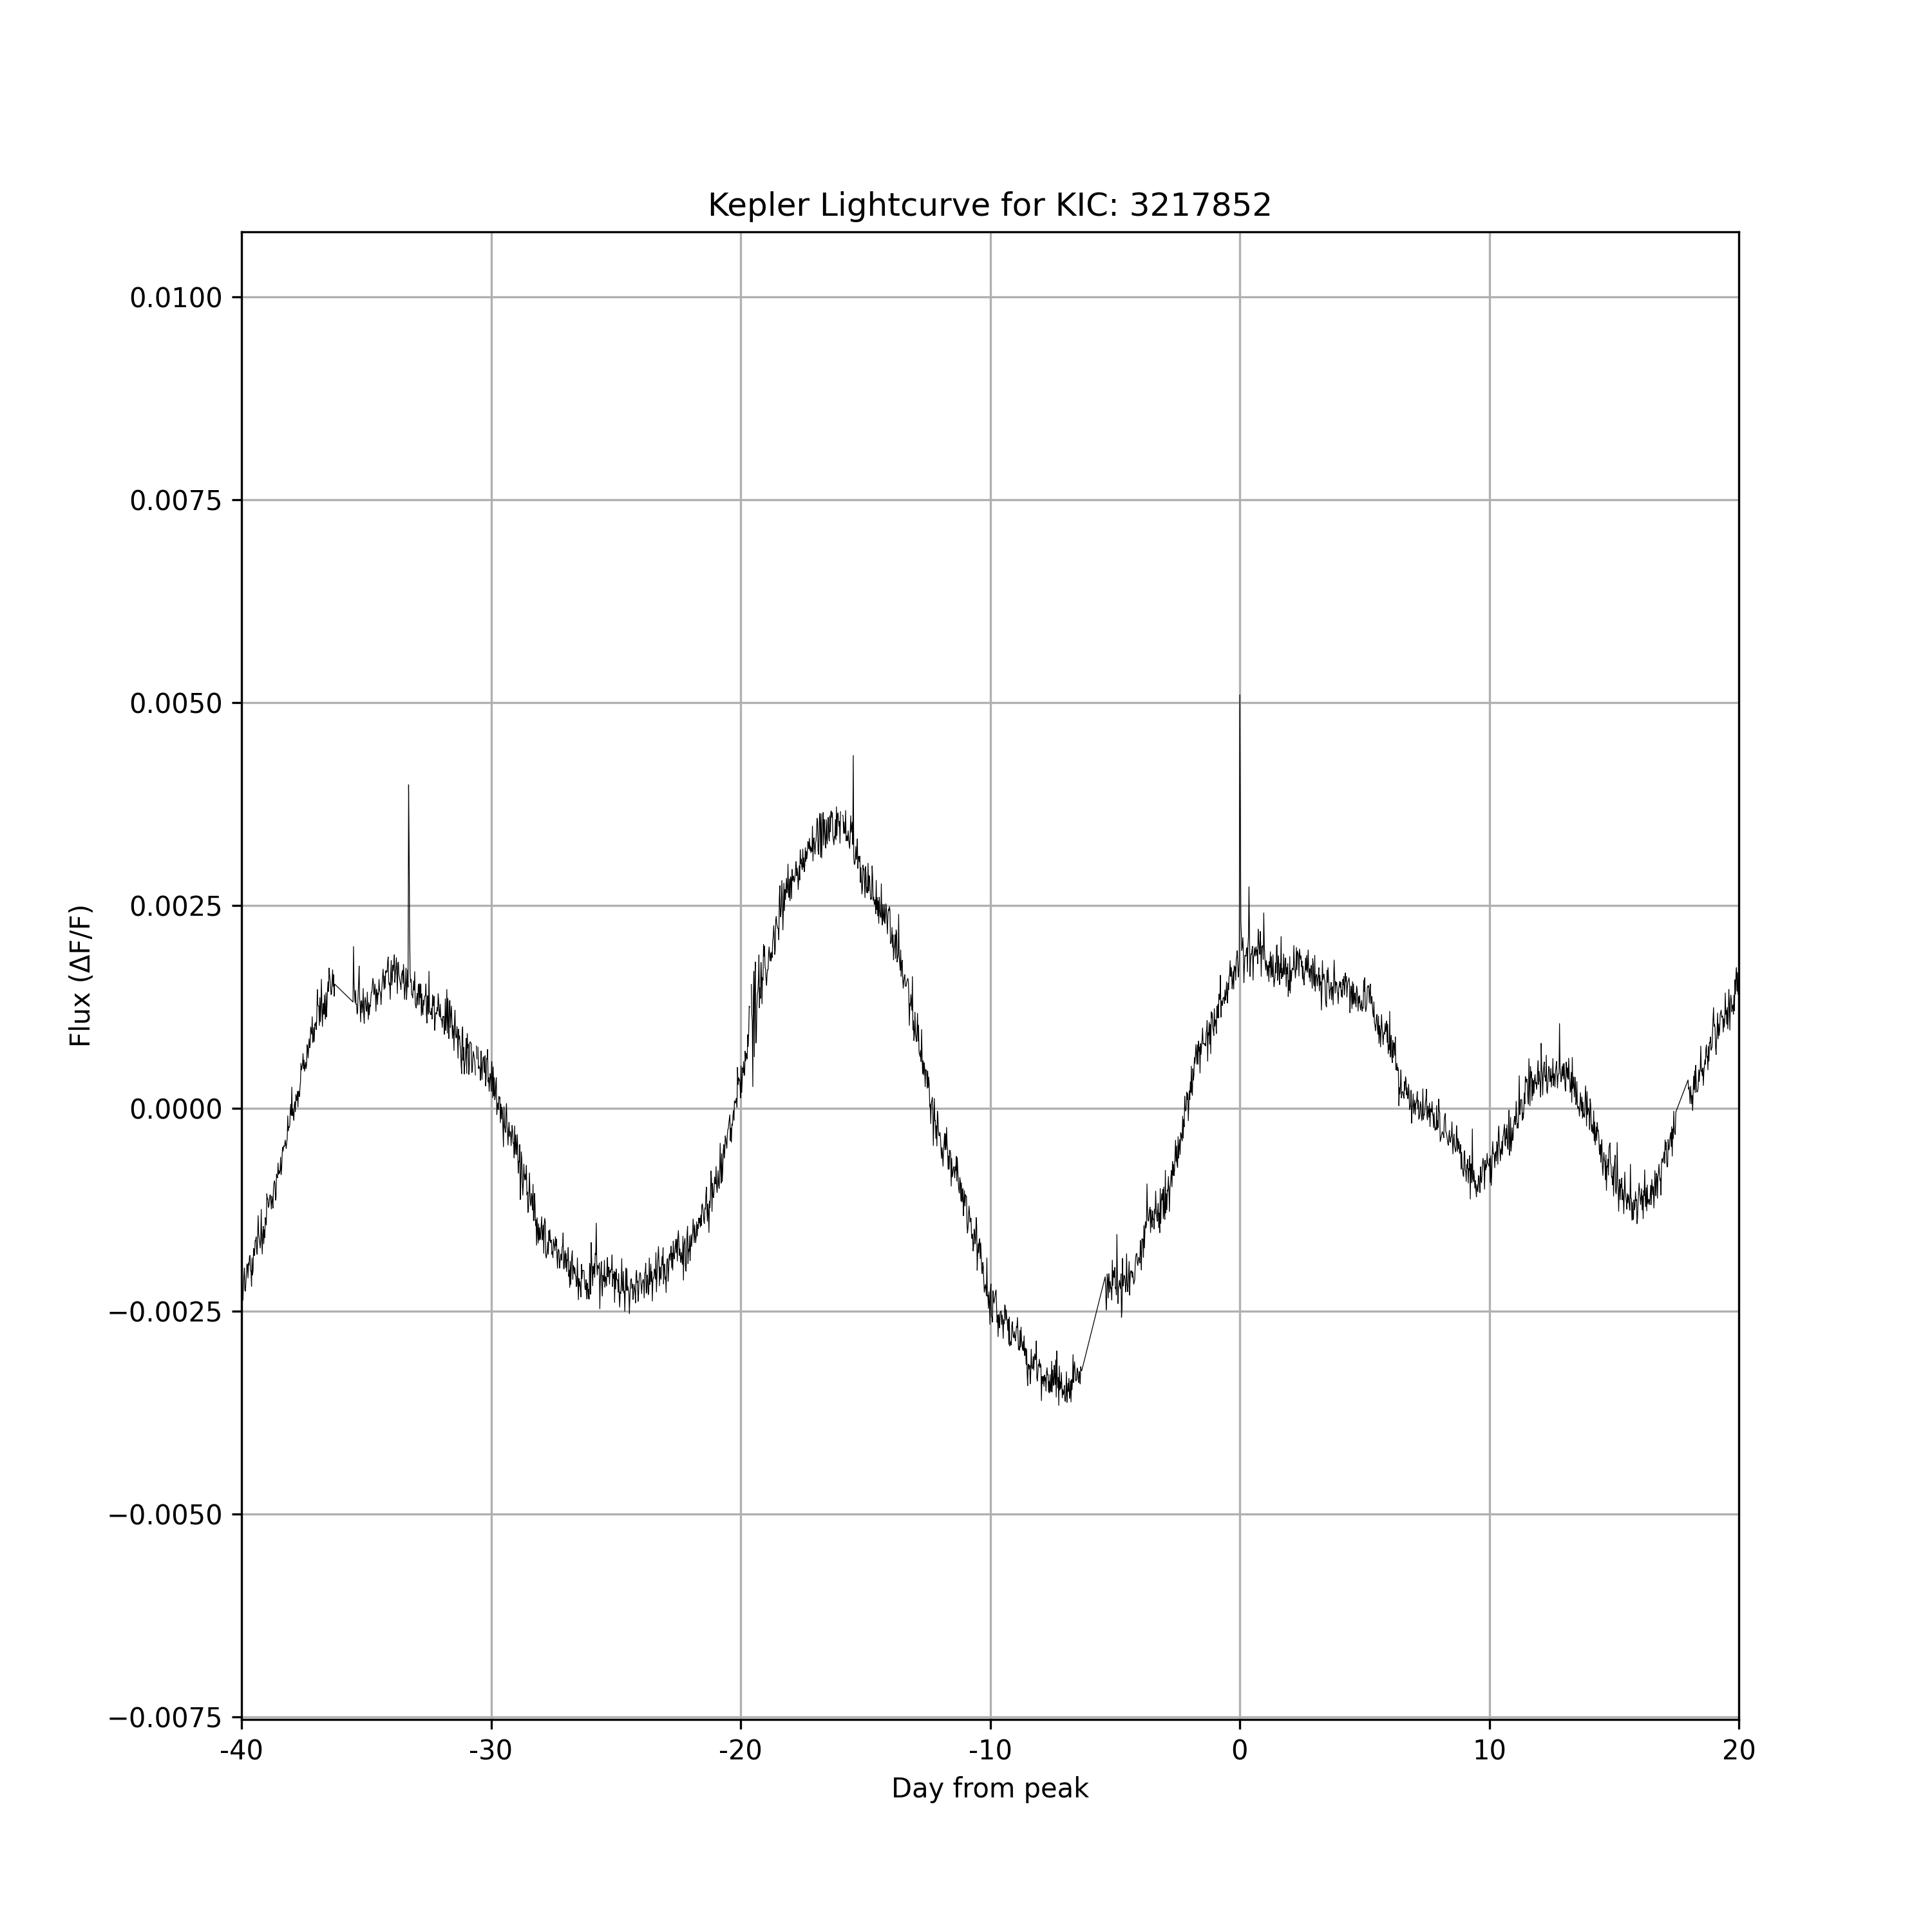 Kepler Lightcurve for KIC: 3217852
0.0100
0.0075
0.0050
0.0025
0.0000
−0.0025
−0.0050
−0.0075
Flux (ΔF/F)
-40 -30 -20 -10 0 10 20
Day from peak